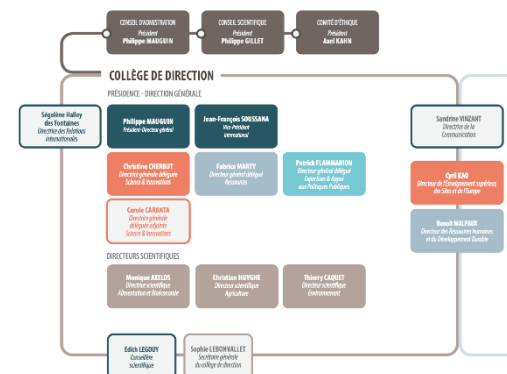 CONSEIL D'ADMINISTRATION
Président
Philippe MAUGUIN
CONSEIL SCIENTIFIQUE
Président
Philippe GILLET
COMITÉ D'ÉTHIQUE
Président
Axel KAHN
COLLÈGE DE DIRECTION
PRÉSIDENCE - DIRECTION GÉNÉRALE
Ségolène Halley
des Fontaines
Directrice des Relations
internationales
Philippe MAUGUIN
Président-Directeur général
Jean-François SOUSSANA
Vice-Président
international
Sandrine VINZANT
Directrice de la
Communication
Christine CHERBUT
Directrice générale déléguée
Science & Innovations
Fabrice MARTY
Directeur général délégué
Ressources
Patrick FLAMMARION
Directeur général délégué
Expertises & Appui
aux Politiques Publiques
Cyril KAO
Directeur de l'Enseignement supérieur,
des Sites et de l'Europe
Carole CARANTA
Directrice générale
déléguée adjointe
Science & Innovations
Benoît MALPAUX
Directeur des Ressources humaines
et du Développement Durable
DIRECTEURS SCIENTIFIQUES
Monique AXELOS
Directrice scientifique
Alimentation et Bioéconomie
Christian HUYGHE
Directeur scientifique
Agriculture
Thierry CAQUET
Directeur scientifique
Environnement
Edith LEGOUY
Conseillère
scientifique
Sophie LEBONVALLET
Secrétaire générale
du collège de direction